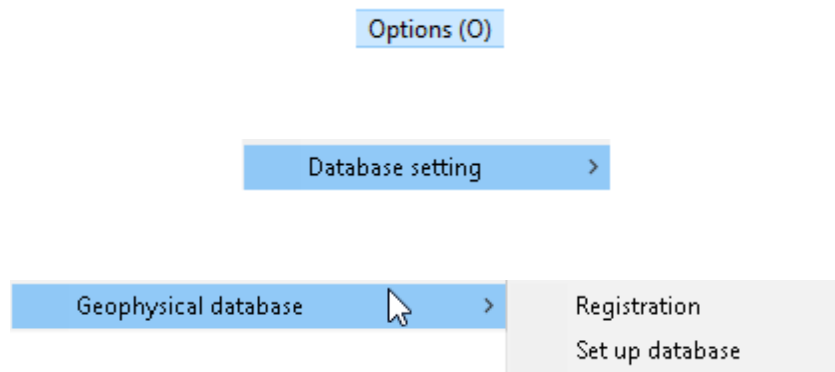 Options (O)
Database setting >
Geophysical database >
Registration
Set up database